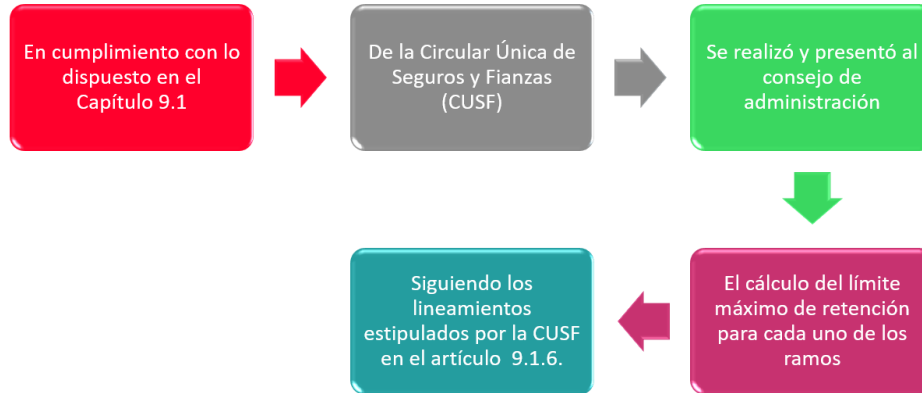 En cumplimiento con lo
dispuesto en el
Capítulo 9.1
De la Circular Única de
Seguros y Fianzas
(CUSF)
Se realizó y presentó al
consejo de
administración
El cálculo del límite
máximo de retención
para cada uno de los
ramos
Siguiendo los
lineamientos
estipulados por la CUSF
en el artículo  9.1.6.